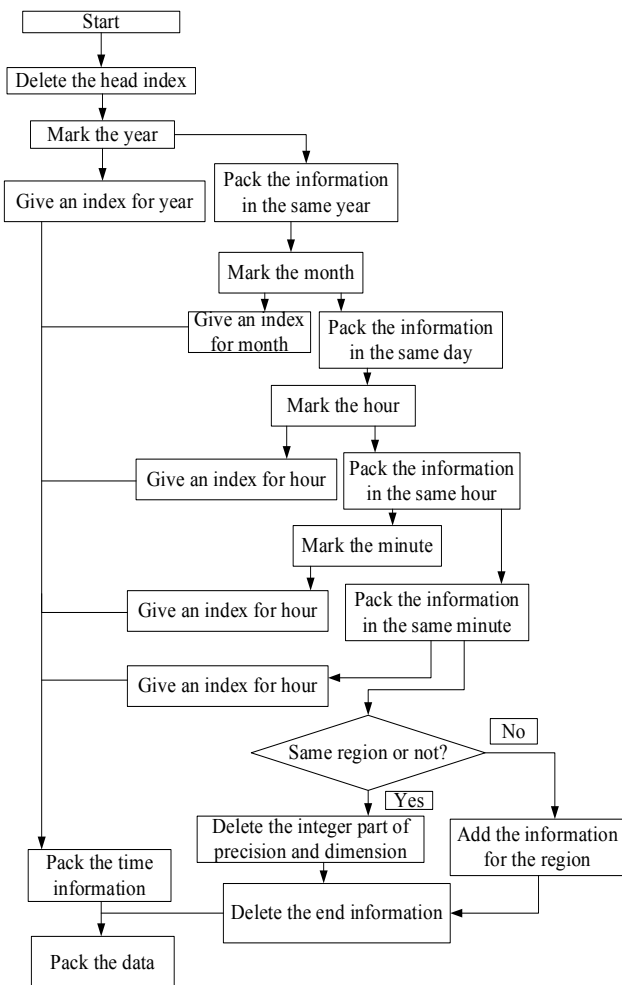 Start
Delete the head index
Mark the year
Give an index for year
Pack the information
in the same year
Mark the month
Give an index
for month
Pack the information
in the same day
Mark the hour
Give an index for hour
Pack the information
in the same hour
Mark the minute
Give an index for hour
Pack the information
in the same minute
Give an index for hour
Same region or not?
No
Yes
Delete the integer part of
precision and dimension
Add the information
for the region
Pack the time
information
Delete the end information
Pack the data